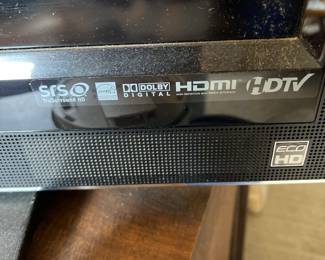 SRS DOLBY HDMI HDTV
TruSurround HD DIGITAL
ECO
HD